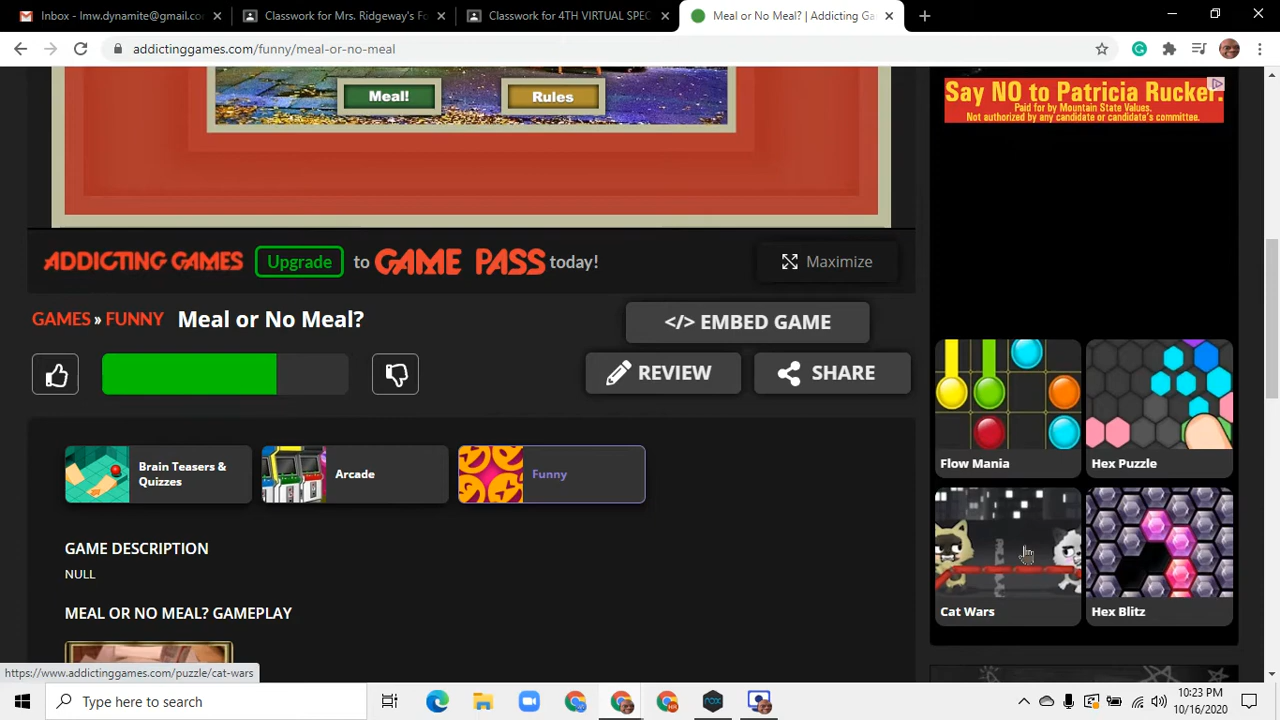 Inbox - lmw.dynamite@gmail.co
Classwork for Mrs. Ridgeway's Fo
Classwork for 4TH VIRTUAL SPEC
Meal or No Meal? | Addicting Ga
addictinggames.com/funny/meal-or-no-meal
Meal!
Rules
Say NO to Patricia Rucker.
Paid for by Mountain State Values.
Not authorized by any candidate or candidate's committee.
ADDICTING GAMES Upgrade to GAME PASS today!
Maximize
GAMES » FUNNY Meal or No Meal?
</> EMBED GAME
REVIEW
SHARE
Flow Mania
Hex Puzzle
Brain Teasers &
Quizzes
Arcade
Funny
GAME DESCRIPTION
NULL
MEAL OR NO MEAL? GAMEPLAY
Cat Wars
Hex Blitz
https://www.addictinggames.com/puzzle/cat-wars
Type here to search
10:23 PM
10/16/2020